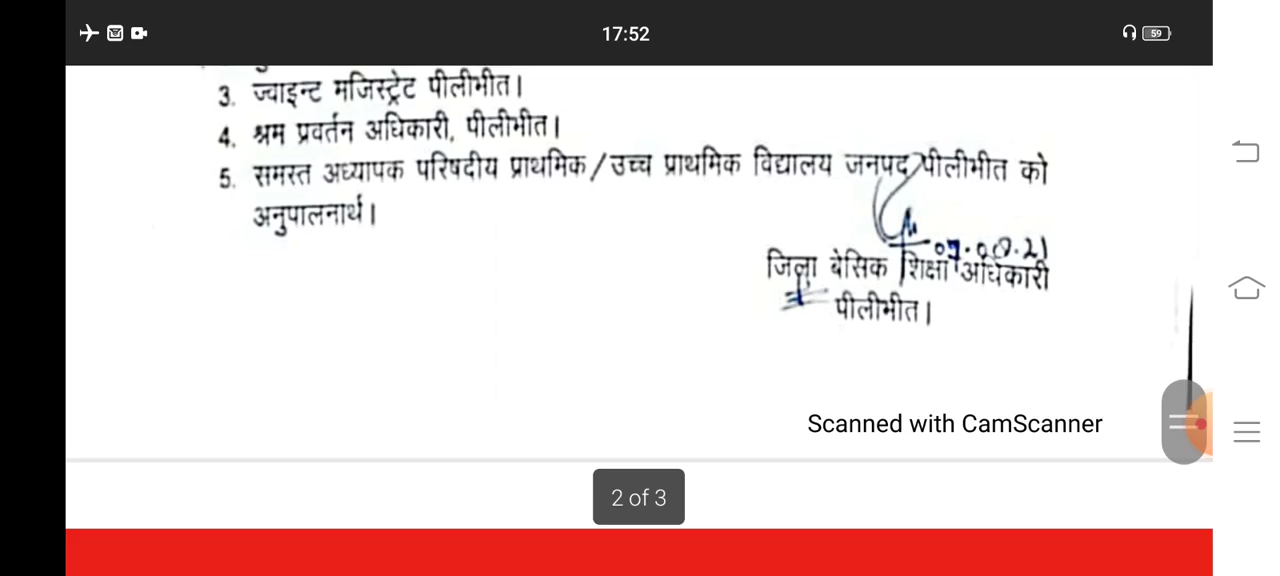 17:52
59
3. ज्वाइन्ट मजिस्ट्रेट पीलीभीत।
4. श्रम प्रवर्तन अधिकारी, पीलीभीत।
5. समस्त अध्यापक परिषदीय प्राथमिक/उच्च प्राथमिक विद्यालय जनपद पीलीभीत को
अनुपालनार्थ।
जिला बेसिक शिक्षा अधिकारी
पीलीभीत।
Scanned with CamScanner
2 of 3